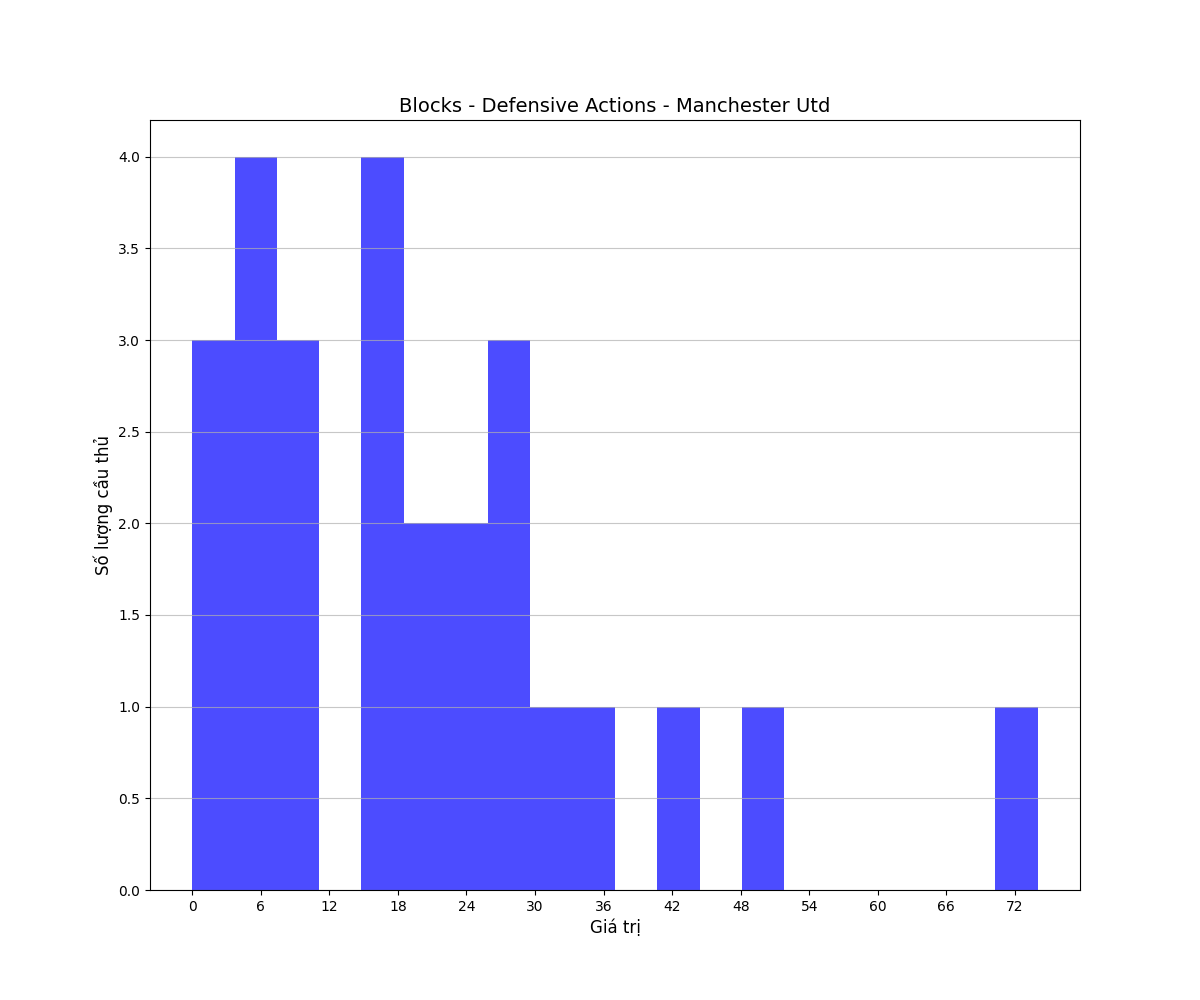 Blocks - Defensive Actions - Manchester Utd
4.0
3.5
3.0
2.5
2.0
1.5
1.0
0.5
0.0
Số lượng cầu thủ
0 6 12 18 24 30 36 42 48 54 60 66 72
Giá trị